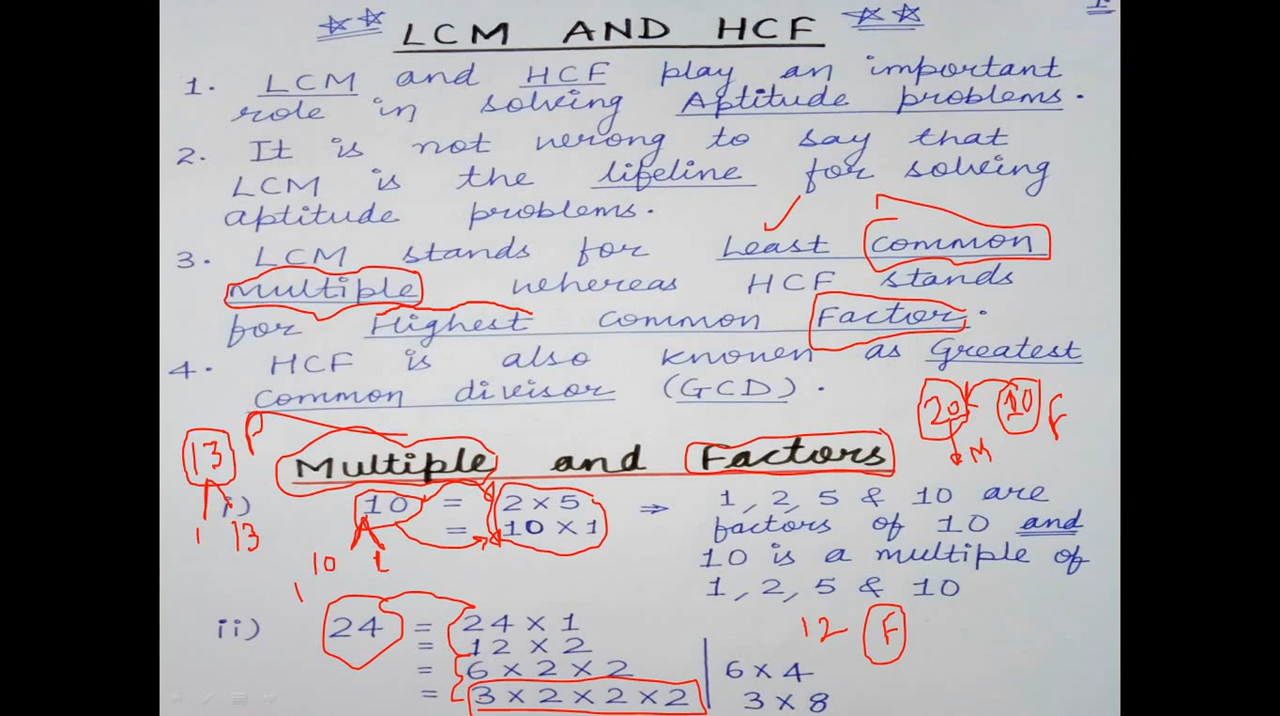 LCM AND HCF
1. LCM and HCF play an important
role in solving Aptitude problems.
2. It is not wrong to say that
LCM is the lifeline for solving
aptitude problems.
3. LCM stands for Least common
multiple whereas HCF stands
for Highest common Factor.
4. HCF is also known as Greatest
common divisor (GCD).
20 10 F
M
13
1 13
Multiple and Factors
i) 10 = 2 × 5 ⇒ 1, 2, 5 & 10 are
= 10 × 1 factors of 10 and
10 is a multiple of
1, 2, 5 & 10
10 1
1
ii) 24 = 24 × 1
= 12 × 2
= 6 × 2 × 2 | 6 × 4
= 3 × 2 × 2 × 2 | 3 × 8
12 F